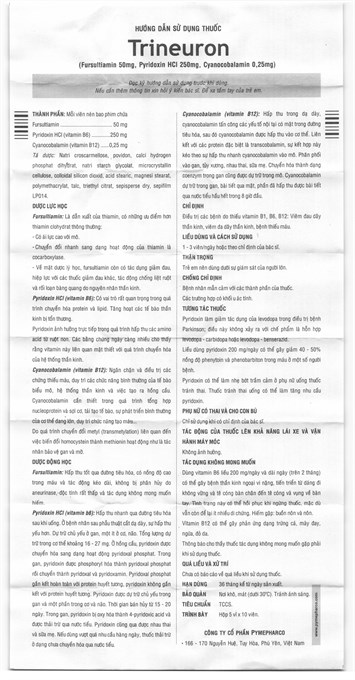 HƯỚNG DẪN SỬ DỤNG THUỐC
Trineuron
(Fursultiamin 50mg, Pyridoxin HCl 250mg, Cyanocobalamin 0,25mg)
Đọc kỹ hướng dẫn sử dụng trước khi dùng.
Nếu cần thêm thông tin xin hỏi ý kiến bác sĩ. Để xa tầm tay của trẻ em.
THÀNH PHẦN: Mỗi viên nén bao phim chứa
Fursultiamin 50 mg
Pyridoxin HCl (vitamin B6) 250 mg
Cyanocobalamin (vitamin B12) 0,25 mg
Tá dược: Natri croscarmellose, povidon, calci hydrogen
phosphat dihydrat, natri starch glycolat, microcrystallin
cellulose, colloidal silicon dioxid, acid stearic, magnesi stearat,
polymethacrylat, talc, triethyl citrat, sepisperse dry, sepifilm
LP014.
DƯỢC LỰC HỌC
Fursultiamin: Là dẫn xuất của thiamin, có những ưu điểm hơn
thiamin clohydrat thông thường:
- Có ái lực cao với mô.
- Chuyển đổi nhanh sang dạng hoạt động của thiamin là
cocarboxylase.
- Về mặt dược lý học, fursultiamin còn có tác dụng giảm đau,
hiệp lực với các thuốc giảm đau khác, tác động chống liệt ruột
và rối loạn bàng quang do nguyên nhân thần kinh.
Pyridoxin HCl (vitamin B6): Có vai trò rất quan trọng trong quá
trình chuyển hóa protein và lipid. Tăng hoạt các tế bào thần
kinh bị tổn thương.
Pyridoxin ảnh hưởng trực tiếp trong quá trình hấp thu các amino
acid từ ruột non. Các bằng chứng ngày càng nhiều cho thấy
rằng vitamin này liên quan mật thiết với quá trình chuyển hóa
của hệ thống thần kinh.
Cyanocobalamin (vitamin B12): Ngăn chặn và điều trị các
chứng thiếu máu, duy trì các chức năng bình thường của tế bào
biểu mô, hệ thống thần kinh và việc tạo ra hồng cầu.
Cyanocobalamin cần thiết trong quá trình tổng hợp
nucleoprotein và sợi cơ, tái tạo tế bào, sự phát triển bình thường
của cơ thể đang lớn, duy trì chức năng tạo máu...
Do quá trình chuyển đổi metyl (transmetylation) liên quan đến
việc biến đổi homocystein thành methionin hoạt động như là tác
nhân bảo vệ gan và mỡ.
DƯỢC ĐỘNG HỌC
Fursultiamin: Hấp thu tốt qua đường tiêu hóa, có nồng độ cao
trong máu và tác động kéo dài, không bị phân hủy do
aneurinase, độc tính rất thấp và tác dụng không mong muốn
hiếm.
Pyridoxin HCl (vitamin b6): Hấp thu nhanh qua đường tiêu hóa
sau khi uống. Ở bệnh nhân sau phẫu thuật cắt dạ dày, sự hấp thu
yếu hơn. Dự trữ chủ yếu ở gan, một ít ở cơ, não. Tổng lượng dự
trữ trong cơ thể khoảng 16 - 27 mg. Ở hồng cầu, pyridoxin được
chuyển hóa sang dạng hoạt động pyridoxal phosphat. Trong
gan, pyridoxin được phosphoryl hóa thành pyridoxal phosphat
rồi chuyển thành pyridoxal và pyridoxamin. Pyridoxal phosphat
gắn kết hoàn toàn với protein huyết tương, pyridoxin không gắn
kết với protein huyết tương. Pyridoxin được dự trữ chủ yếu trong
gan và một phần trong cơ và não. Thời gian bán hủy từ 15 - 20
ngày. Trong gan, pyridoxin bị oxy hóa thành 4-pyridoxic acid và
được thải trừ qua nước tiểu. Pyridoxin cũng qua được nhau thai
và sữa mẹ. Nếu dùng vượt quá nhu cầu hàng ngày, thuốc thải trừ
ở dạng chưa chuyển hóa qua nước tiểu.
Cyanocobalamin (vitamin B12): Hấp thu trong dạ dày,
cyanocobalamin tấn công các yếu tố nội tại có mặt trong đường
tiêu hóa, sau đó cyanocobalamin được hấp thu vào cơ thể. Liên
kết với các protein đặc biệt là transcobalamin, sự kết hợp này
kéo theo sự hấp thu nhanh cyanocobalamin vào mô. Phân phối
vào gan, tủy xương, nhau thai, sữa mẹ. Chuyển hóa thành dạng
coenzym trong gan cũng được dự trữ trong mô. Cyanocobalamin
dự trữ trong gan, bài tiết qua mật, phần đã hấp thu được bài tiết
qua nước tiểu hầu hết trong 8 giờ đầu.
CHỈ ĐỊNH
Điều trị các bệnh do thiếu vitamin B1, B6, B12: Viêm đau dây
thần kinh, viêm đa dây thần kinh, bệnh thiếu máu.
LIỀU DÙNG VÀ CÁCH SỬ DỤNG
1 - 3 viên/ngày hoặc theo chỉ định của bác sĩ.
THẬN TRỌNG
Trẻ em nên dùng dưới sự giám sát của người lớn.
CHỐNG CHỈ ĐỊNH
Bệnh nhân mẫn cảm với các thành phần của thuốc.
Các trường hợp có khối u ác tính.
TƯƠNG TÁC THUỐC
Pyridoxin làm giảm tác dụng của levodopa trong điều trị bệnh
Parkinson; điều này không xảy ra với chế phẩm là hỗn hợp
levodopa - carbidopa hoặc levodopa - benserazid.
Liều dùng pyridoxin 200 mg/ngày có thể gây giảm 40 - 50%
nồng độ phenytoin và phenobarbiton trong máu ở một số người
bệnh.
Pyridoxin có thể làm nhẹ bớt trầm cảm ở phụ nữ uống thuốc
tránh thai. Thuốc tránh thai uống có thể làm tăng nhu cầu
pyridoxin.
PHỤ NỮ CÓ THAI VÀ CHO CON BÚ
Chỉ sử dụng khi có chỉ định của bác sĩ.
TÁC ĐỘNG CỦA THUỐC LÊN KHẢ NĂNG LÁI XE VÀ VẬN
HÀNH MÁY MÓC
Không ảnh hưởng.
TÁC DỤNG KHÔNG MONG MUỐN
Dùng vitamin B6 liều 200 mg/ngày và dài ngày (trên 2 tháng)
có thể gây bệnh thần kinh ngoại vi nặng, tiến triển từ dáng đi
không vững và tê cóng bàn chân đến tê cóng và vụng về bàn
tay. Tình trạng này có thể hồi phục khi ngừng thuốc, mặc dù
vẫn còn để lại ít nhiều di chứng. Hiếm gặp: buồn nôn và nôn.
Vitamin B12 có thể gây phản ứng dạng trứng cá, mày đay,
ngứa, đỏ da.
Thông báo cho thầy thuốc tác dụng không mong muốn gặp phải
khi sử dụng thuốc.
QUÁ LIỀU VÀ XỬ TRÍ
Chưa có báo cáo về quá liều khi sử dụng thuốc.
HẠN DÙNG 36 tháng kể từ ngày sản xuất.
BẢO QUẢN Nơi khô, mát (dưới 30°C). Tránh ánh sáng.
TIÊU CHUẨN TCCS.
TRÌNH BÀY Hộp 5 vỉ x 10 viên.
CÔNG TY CỔ PHẦN PYMEPHARCO
166 – 170 Nguyễn Huệ, Tuy Hòa, Phú Yên, Việt Nam